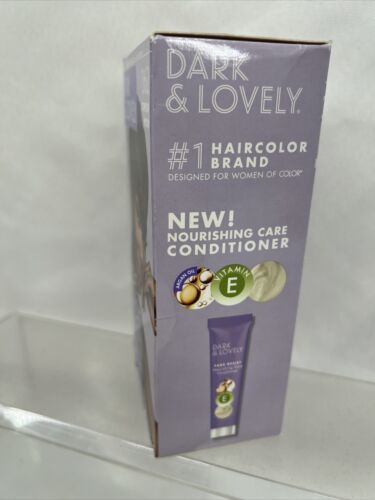 DARK
& LOVELY.
#1 HAIRCOLOR
BRAND
DESIGNED FOR WOMEN OF COLOR*
NEW!
NOURISHING CARE
CONDITIONER
ARGAN OIL
VITAMIN
E
DARK
& LOVELY
E